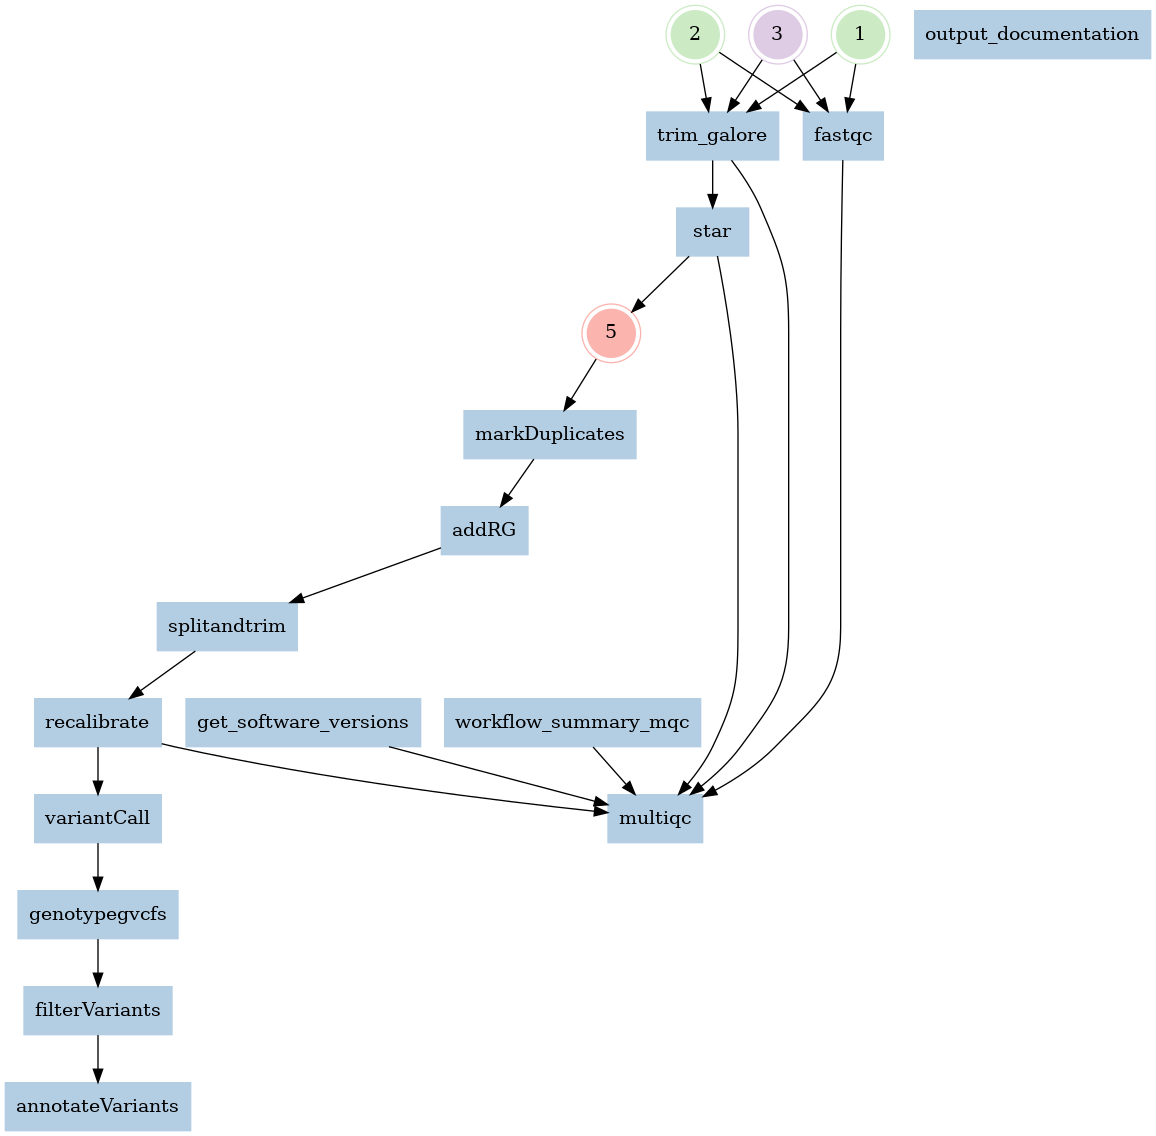 2
3
1
output_documentation
trim_galore
fastqc
star
5
markDuplicates
addRG
splitandtrim
recalibrate
get_software_versions
workflow_summary_mqc
variantCall
multiqc
genotypegvcfs
filterVariants
annotateVariants